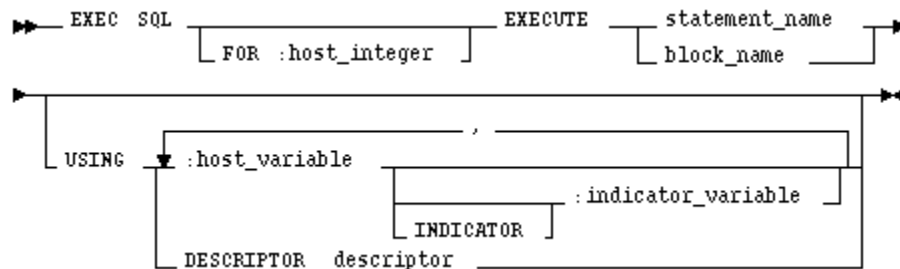 EXEC SQL EXECUTE statement_name
FOR :host_integer block_name
,
USING :host_variable
:indicator_variable
INDICATOR
DESCRIPTOR descriptor